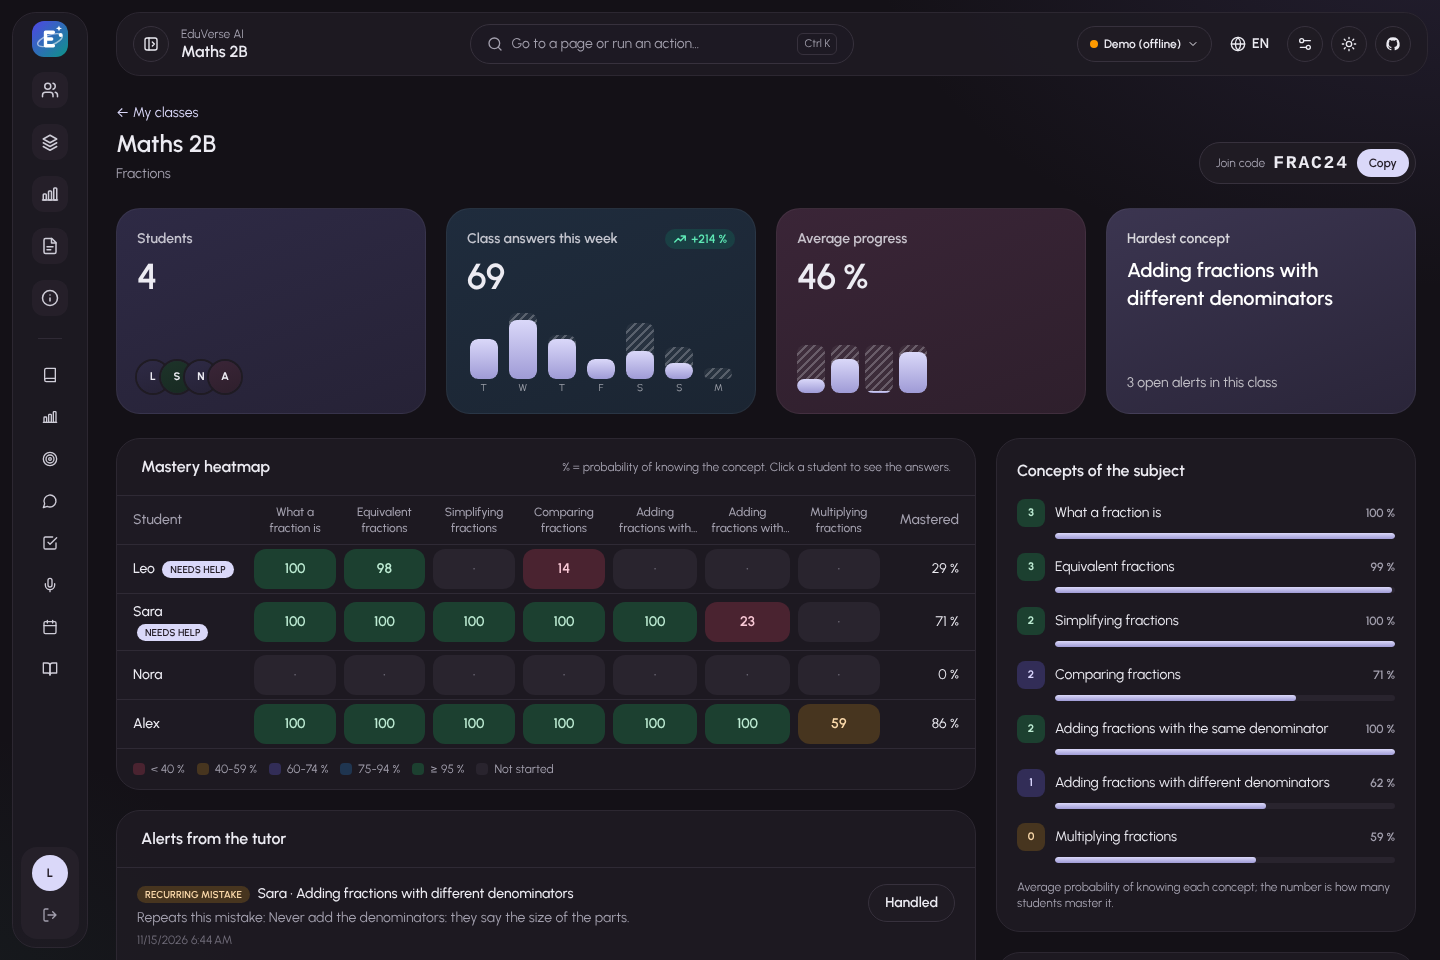 EduVerse AI
Maths 2B
Go to a page or run an action...
Ctrl K
Demo (offline)
EN
← My classes
Maths 2B
Fractions
Join code FRAC24 Copy
Students
4
L S N A
Class answers this week
+214 %
69
T W T F S S M
Average progress
46 %
Hardest concept
Adding fractions with
different denominators
3 open alerts in this class
Mastery heatmap
% = probability of knowing the concept. Click a student to see the answers.
Student
What a
fraction is
Equivalent
fractions
Simplifying
fractions
Comparing
fractions
Adding
fractions with...
Adding
fractions with...
Multiplying
fractions
Mastered
Leo NEEDS HELP 100 98 · 14 · · · 29 %
Sara
NEEDS HELP
100 100 100 100 100 23 · 71 %
Nora · · · · · · · 0 %
Alex 100 100 100 100 100 100 59 86 %
< 40 % 40-59 % 60-74 % 75-94 % ≥ 95 % Not started
Alerts from the tutor
RECURRING MISTAKE Sara · Adding fractions with different denominators
Repeats this mistake: Never add the denominators: they say the size of the parts.
11/15/2026 6:44 AM
Handled
Concepts of the subject
3 What a fraction is 100 %
3 Equivalent fractions 99 %
2 Simplifying fractions 100 %
2 Comparing fractions 71 %
2 Adding fractions with the same denominator 100 %
1 Adding fractions with different denominators 62 %
0 Multiplying fractions 59 %
Average probability of knowing each concept; the number is how many
students master it.
E
L